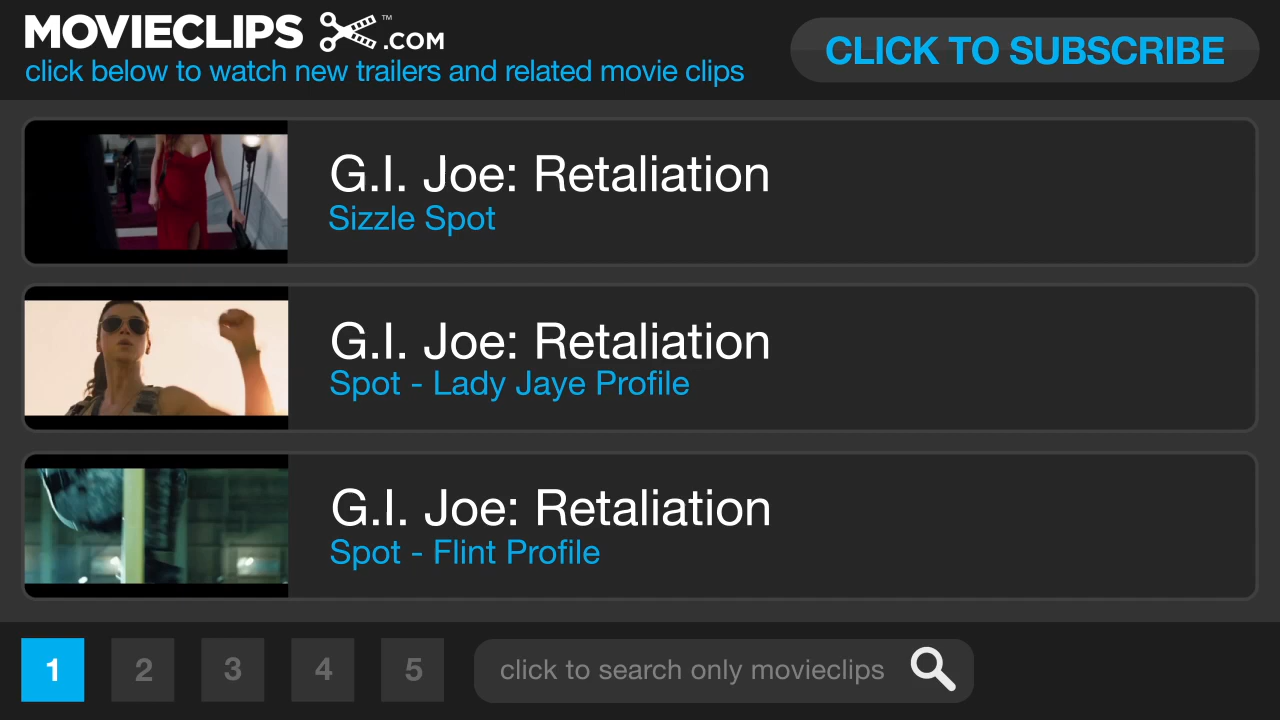 MOVIECLIPS ™ .COM
click below to watch new trailers and related movie clips
CLICK TO SUBSCRIBE
G.I. Joe: Retaliation
Sizzle Spot
G.I. Joe: Retaliation
Spot - Lady Jaye Profile
G.I. Joe: Retaliation
Spot - Flint Profile
1 2 3 4 5 click to search only movieclips